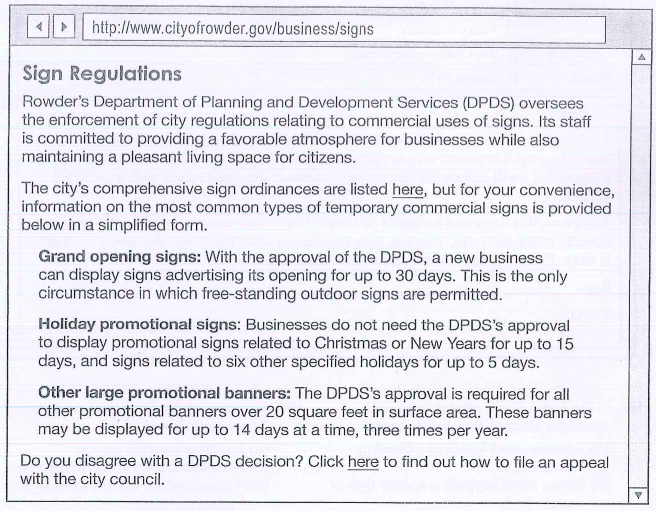 http://www.cityofrowder.gov/business/signs
Sign Regulations
Rowder's Department of Planning and Development Services (DPDS) oversees
the enforcement of city regulations relating to commercial uses of signs. Its staff
is committed to providing a favorable atmosphere for businesses while also
maintaining a pleasant living space for citizens.
The city's comprehensive sign ordinances are listed here, but for your convenience,
information on the most common types of temporary commercial signs is provided
below in a simplified form.
Grand opening signs: With the approval of the DPDS, a new business
can display signs advertising its opening for up to 30 days. This is the only
circumstance in which free-standing outdoor signs are permitted.
Holiday promotional signs: Businesses do not need the DPDS's approval
to display promotional signs related to Christmas or New Years for up to 15
days, and signs related to six other specified holidays for up to 5 days.
Other large promotional banners: The DPDS's approval is required for all
other promotional banners over 20 square feet in surface area. These banners
may be displayed for up to 14 days at a time, three times per year.
Do you disagree with a DPDS decision? Click here to find out how to file an appeal
with the city council.